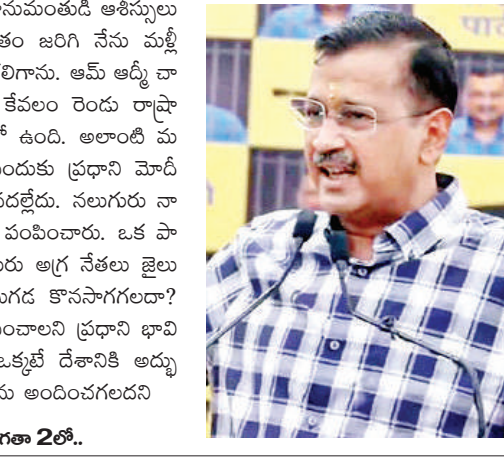 నుమంతుడి ఆశీస్సులు
తం జరిగి నేను మళ్లీ
లిగాను. ఆమ్ ఆద్మీ చా
కేవలం రెండు రాష్ట్రా
ో ఉంది. అలాంటి మ
ందుకు ప్రధాని మోదీ
వదల్లేదు. నలుగురు నా
పంపించారు. ఒక పా
రు అగ్ర నేతలు జైలు
నుగడ కొనసాగగలదా?
ించాలని ప్రధాని భావి
ఒక్కటే దేశానికి అద్భు
ను అందించగలదని
గతా 2లో..
पाट